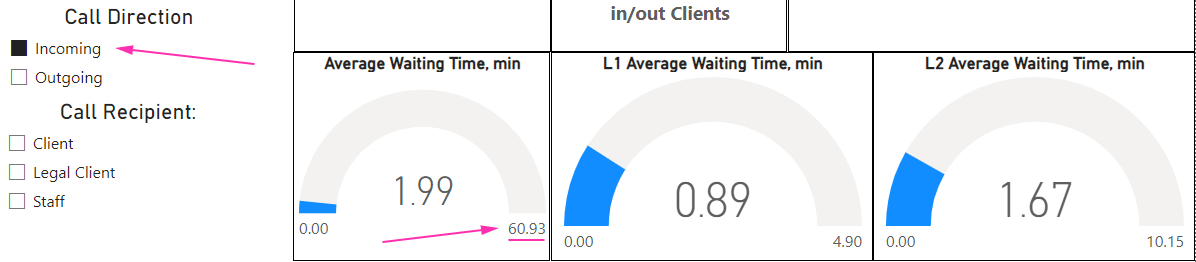 Call Direction
Incoming
Outgoing
Call Recipient:
Client
Legal Client
Staff
in/out Clients
Average Waiting Time, min
1.99
0.00
60.93
L1 Average Waiting Time, min
0.89
0.00
4.90
L2 Average Waiting Time, min
1.67
0.00
10.15